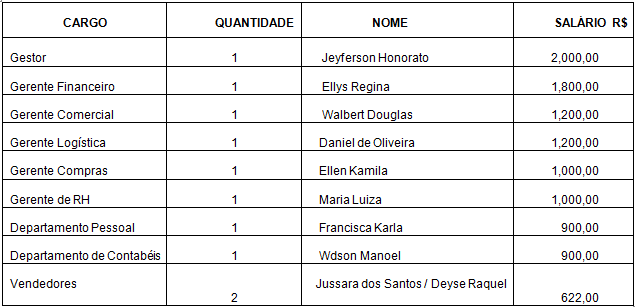 CARGO QUANTIDADE NOME SALÁRIO R$
Gestor 1 Jeyferson Honorato 2,000,00
Gerente Financeiro 1 Ellys Regina 1,800,00
Gerente Comercial 1 Walbert Douglas 1,200,00
Gerente Logística 1 Daniel de Oliveira 1,200,00
Gerente Compras 1 Ellen Kamila 1,000,00
Gerente de RH 1 Maria Luiza 1,000,00
Departamento Pessoal 1 Francisca Karla 900,00
Departamento de Contabéis 1 Wdson Manoel 900,00
Vendedores 2 Jussara dos Santos / Deyse Raquel 622,00